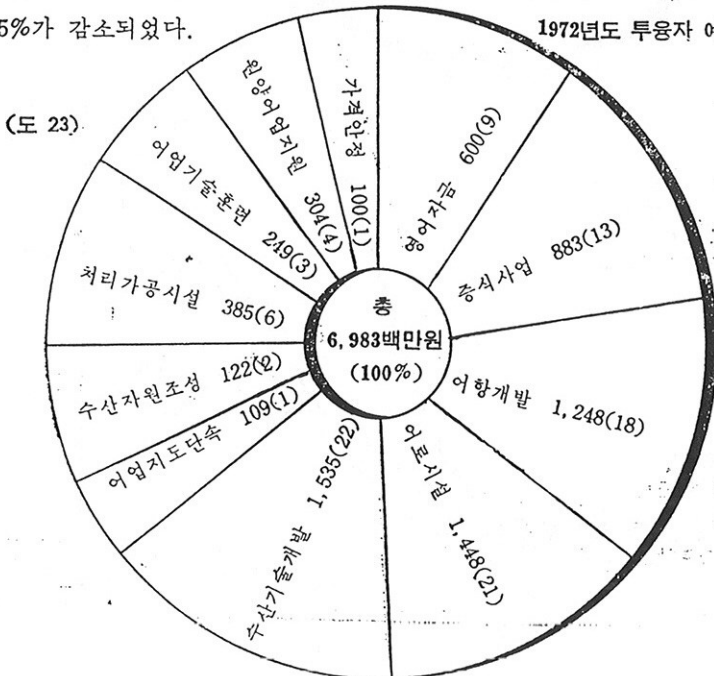 5%가 감소되었다.
1972년도 투융자
(도 23)
가격안정 100(1)
영어자금 600(9)
증식사업 883(13)
어항개발 1,248(18)
어로시설 1,448(21)
수산기술개발 1,535(22)
어업지도단속 109(1)
수산자원조성 122(2)
처리가공시설 385(6)
어업기술훈련 249(3)
원양어업지원 304(4)
총
6,983백만원
(100%)